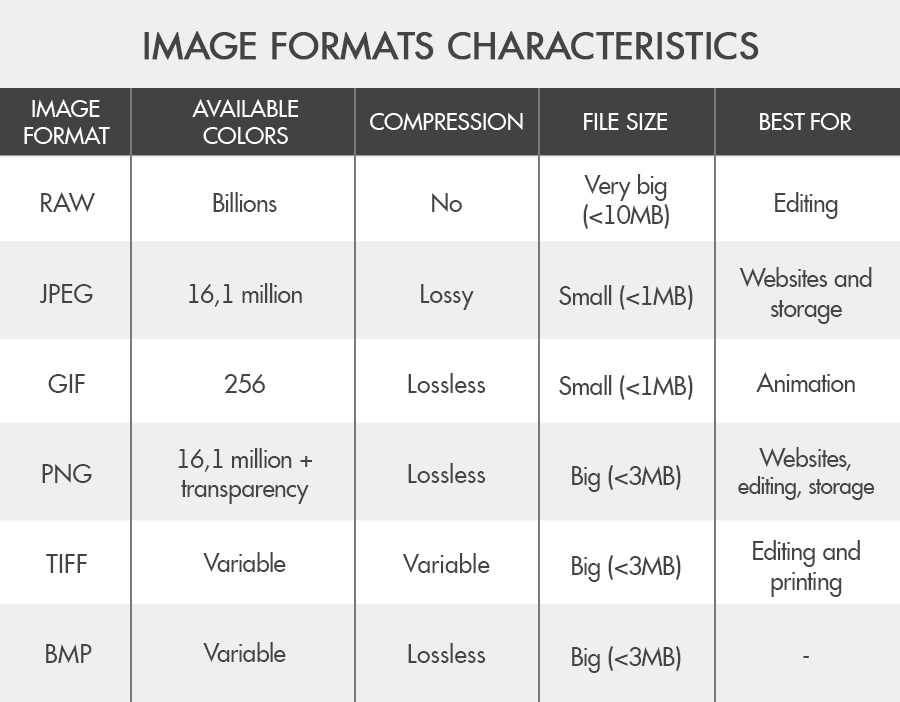 IMAGE FORMATS CHARACTERISTICS
IMAGE FORMAT AVAILABLE COLORS COMPRESSION FILE SIZE BEST FOR
RAW Billions No Very big (<10MB) Editing
JPEG 16,1 million Lossy Small (<1MB) Websites and storage
GIF 256 Lossless Small (<1MB) Animation
PNG 16,1 million + transparency Lossless Big (<3MB) Websites, editing, storage
TIFF Variable Variable Big (<3MB) Editing and printing
BMP Variable Lossless Big (<3MB) -